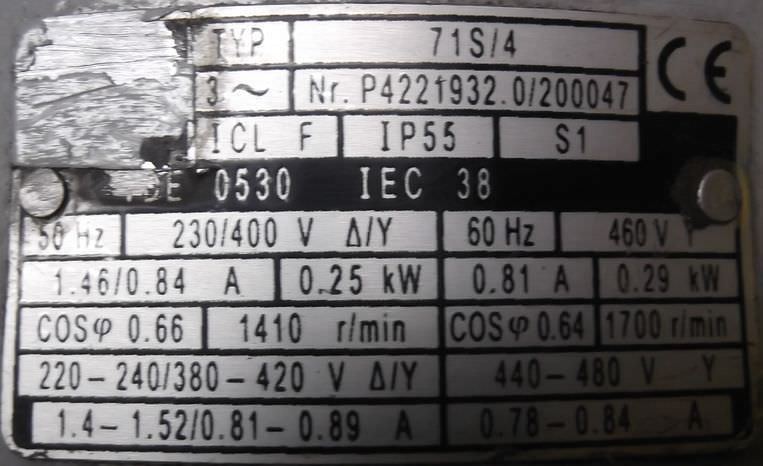 TYP 71S/4 CE
3 ~ Nr. P4221932.0/200047
ICL F IP55 S1
0530 IEC 38
50 Hz 230/400 V Δ/Y 60 Hz 460 V Y
1.46/0.84 A 0.25 kW 0.81 A 0.29 kW
COSφ 0.66 1410 r/min COSφ 0.64 1700 r/min
220-240/380-420 V Δ/Y 440-480 V Y
1.4-1.52/0.81-0.89 A 0.78-0.84 A